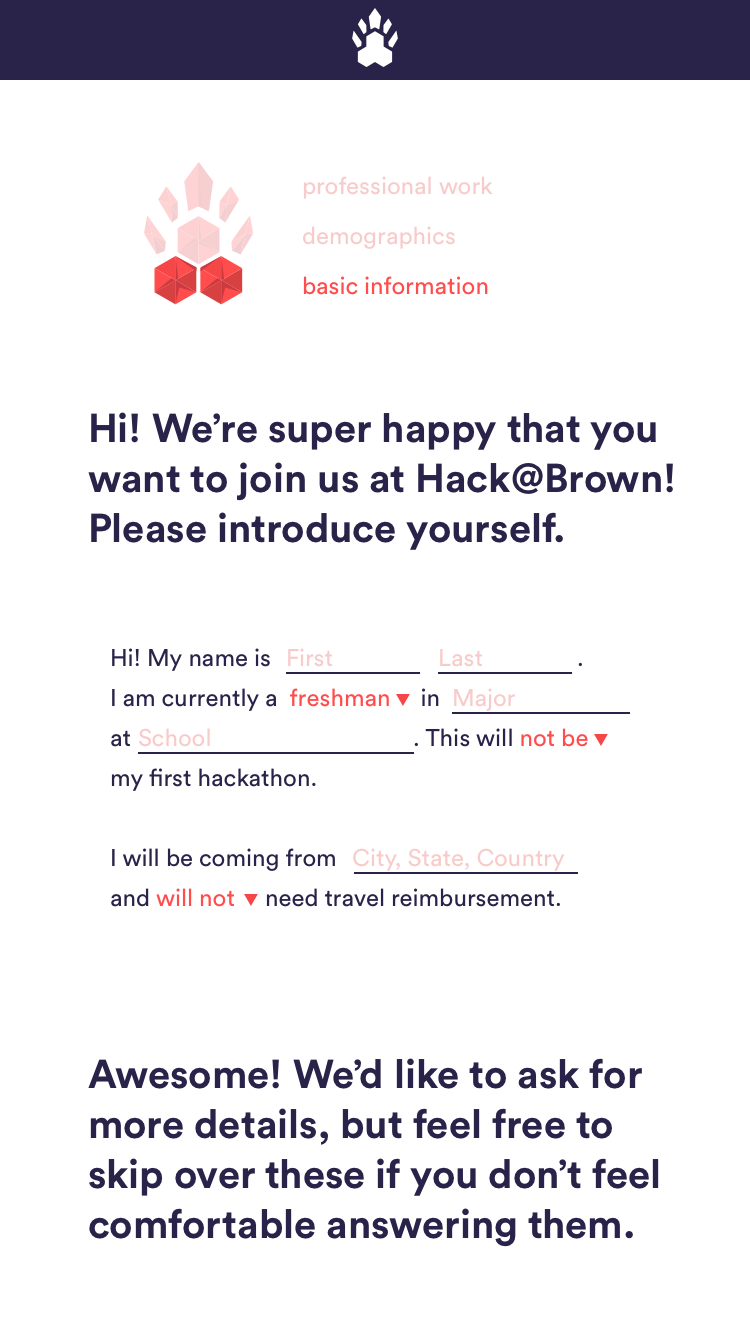 professional work
demographics
basic information
Hi! We’re super happy that you
want to join us at Hack@Brown!
Please introduce yourself.
Hi! My name is First Last .
I am currently a freshman ▼ in Major
at School . This will not be ▼
my first hackathon.
I will be coming from City, State, Country
and will not ▼ need travel reimbursement.
Awesome! We’d like to ask for
more details, but feel free to
skip over these if you don’t feel
comfortable answering them.